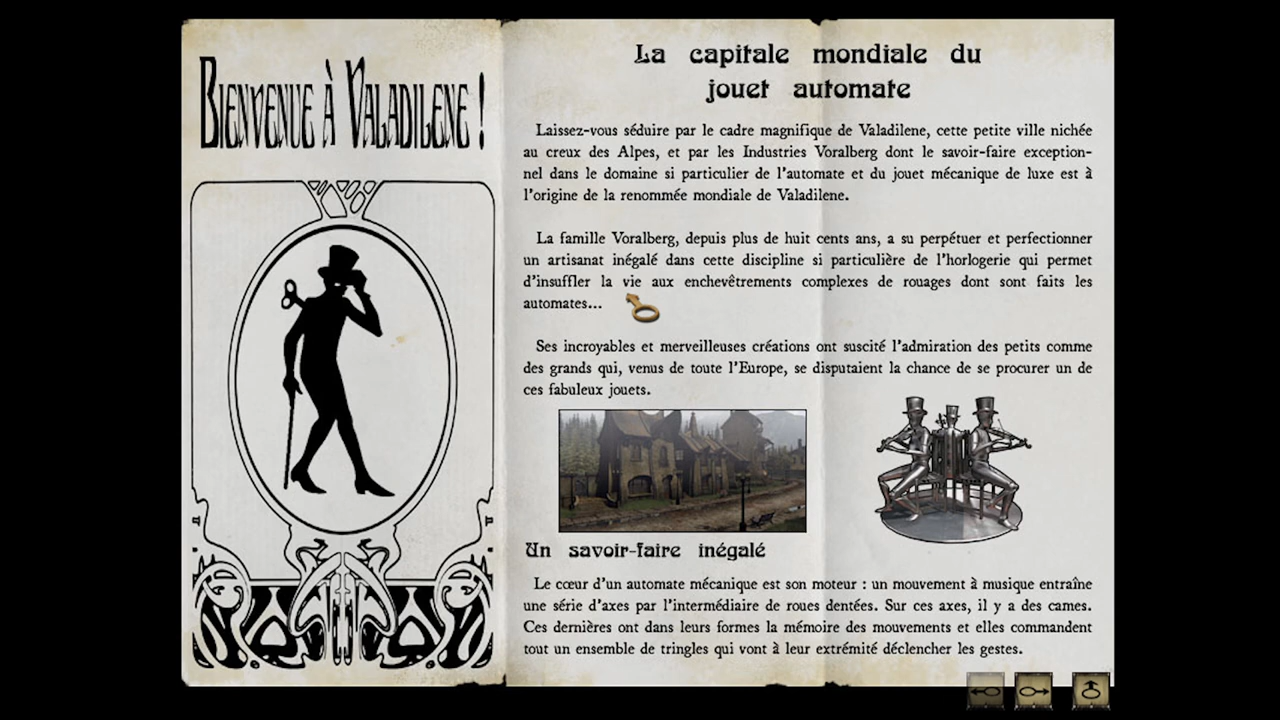 Bienvenue à Valadilene !
La capitale mondiale du
jouet automate
Laissez-vous séduire par le cadre magnifique de Valadilene, cette petite ville nichée
au creux des Alpes, et par les Industries Voralberg dont le savoir-faire exception-
nel dans le domaine si particulier de l'automate et du jouet mécanique de luxe est à
l'origine de la renommée mondiale de Valadilene.
La famille Voralberg, depuis plus de huit cents ans, a su perpétuer et perfectionner
un artisanat inégalé dans cette discipline si particulière de l'horlogerie qui permet
d'insuffler la vie aux enchevêtrements complexes de rouages dont sont faits les
automates...
Ses incroyables et merveilleuses créations ont suscité l'admiration des petits comme
des grands qui, venus de toute l'Europe, se disputaient la chance de se procurer un de
ces fabuleux jouets.
Un savoir-faire inégalé
Le cœur d'un automate mécanique est son moteur : un mouvement à musique entraîne
une série d'axes par l'intermédiaire de roues dentées. Sur ces axes, il y a des cames.
Ces dernières ont dans leurs formes la mémoire des mouvements et elles commandent
tout un ensemble de tringles qui vont à leur extrémité déclencher les gestes.